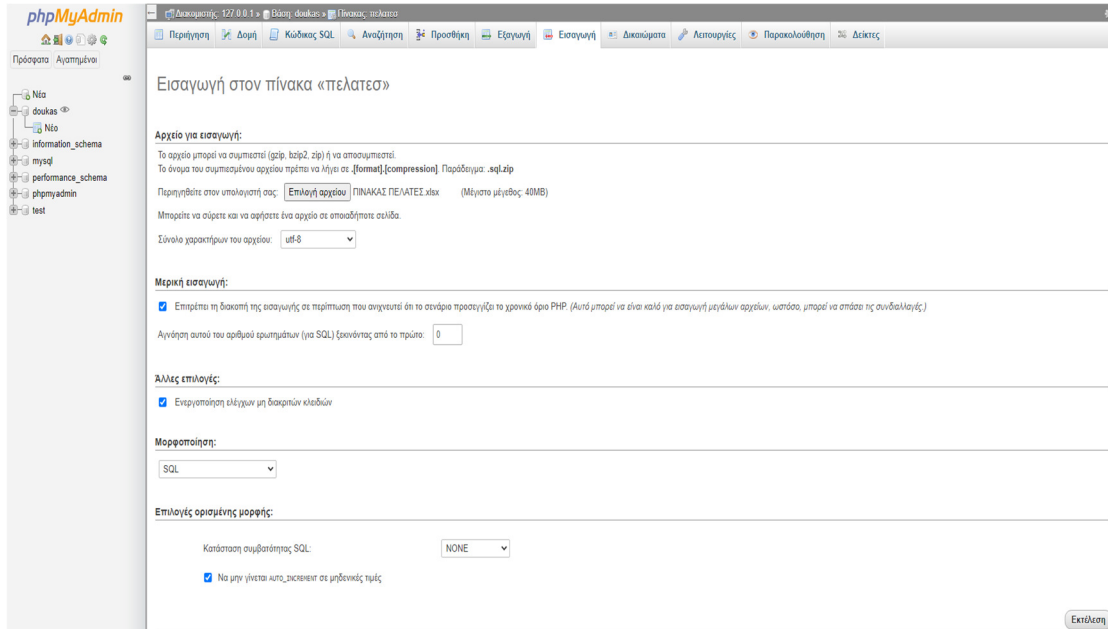 phpMyAdmin
Πρόσφατα Αγαπημένοι
Νέα
doukas
Νέο
information_schema
mysql
performance_schema
phpmyadmin
test
Διακομιστής: 127.0.0.1 » Βάση: doukas » Πίνακας: πελατεσ
Περιήγηση Δομή Κώδικας SQL Αναζήτηση Προσθήκη Εξαγωγή Εισαγωγή Δικαιώματα Λειτουργίες Παρακολούθηση Δείκτες
Εισαγωγή στον πίνακα «πελατεσ»
Αρχείο για εισαγωγή:
Το αρχείο μπορεί να συμπιεστεί (gzip, bzip2, zip) ή να αποσυμπιεστεί.
Το όνομα του συμπιεσμένου αρχείου πρέπει να λήγει σε .[format].[compression]. Παράδειγμα: .sql.zip
Περιηγηθείτε στον υπολογιστή σας: Επιλογή αρχείου ΠΙΝΑΚΑΣ ΠΕΛΑΤΕΣ.xlsx (Μέγιστο μέγεθος: 40MB)
Μπορείτε να σύρετε και να αφήσετε ένα αρχείο σε οποιαδήποτε σελίδα.
Σύνολο χαρακτήρων του αρχείου: utf-8
Μερική εισαγωγή:
Επιτρέπει τη διακοπή της εισαγωγής σε περίπτωση που ανιχνευτεί ότι το σενάριο προσεγγίζει το χρονικό όριο PHP. (Αυτό μπορεί να είναι καλό για εισαγωγή μεγάλων αρχείων, ωστόσο, μπορεί να σπάσει τις συνδιαλλαγές.)
Αγνόηση αυτού του αριθμού ερωτημάτων (για SQL) ξεκινόντας από το πρώτο: 0
Άλλες επιλογές:
Ενεργοποίηση ελέγχων μη διακριτών κλειδιών
Μορφοποίηση:
SQL
Επιλογές ορισμένης μορφής:
Κατάσταση συμβατότητας SQL: NONE
Να μην γίνεται AUTO_INCREMENT σε μηδενικές τιμές
Εκτέλεση